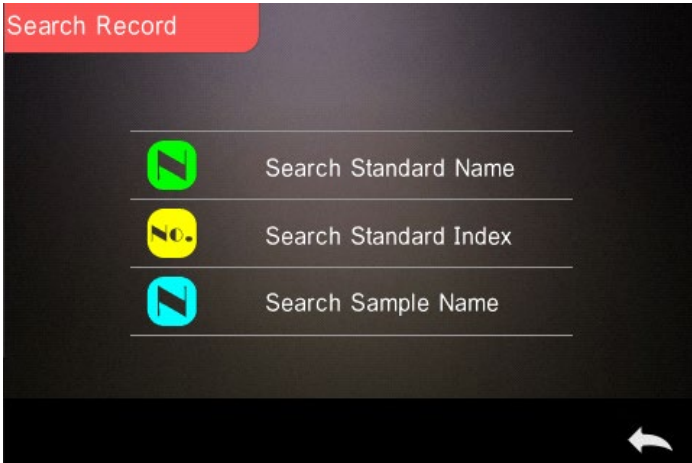 Search Record
N
Search Standard Name
No.
Search Standard Index
N
Search Sample Name